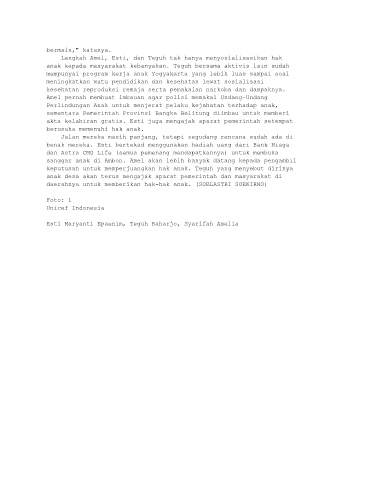 bermain," katanya.
Langkah Amel, Esti, dan Teguh tak hanya menyosialisasikan hak
anak kepada masyarakat kebanyakan. Teguh bersama aktivis lain sudah
mempunyai program kerja anak Yogyakarta yang lebih luas sampai soal
meningkatkan mutu pendidikan dan kesehatan lewat sosialisasi
kesehatan reproduksi remaja serta pemakaian narkoba dan dampaknya.
Amel pernah membuat imbauan agar polisi memakai Undang-Undang
Perlindungan Anak untuk menjerat pelaku kejahatan terhadap anak,
sementara Pemerintah Provinsi Bangka Belitung diimbau untuk memberi
akta kelahiran gratis. Esti juga mengajak aparat pemerintah setempat
berusaha memenuhi hak anak.
Jalan mereka masih panjang, tetapi segudang rencana sudah ada di
benak mereka. Esti bertekad menggunakan hadiah uang dari Bank Niaga
dan Astra CMG Life (semua pemenang mendapatkannya) untuk membuka
sanggar anak di Ambon. Amel akan lebih banyak datang kepada pengambil
keputusan untuk memperjuangkan hak anak. Teguh yang menyebut dirinya
anak desa akan terus mengajak aparat pemerintah dan masyarakat di
daerahnya untuk memberikan hak-hak anak. (SOELASTRI SOEKIRNO)
Foto: 1
Unicef Indonesia
Esti Maryanti Epaenim, Teguh Raharjo, Syarifah Amelia